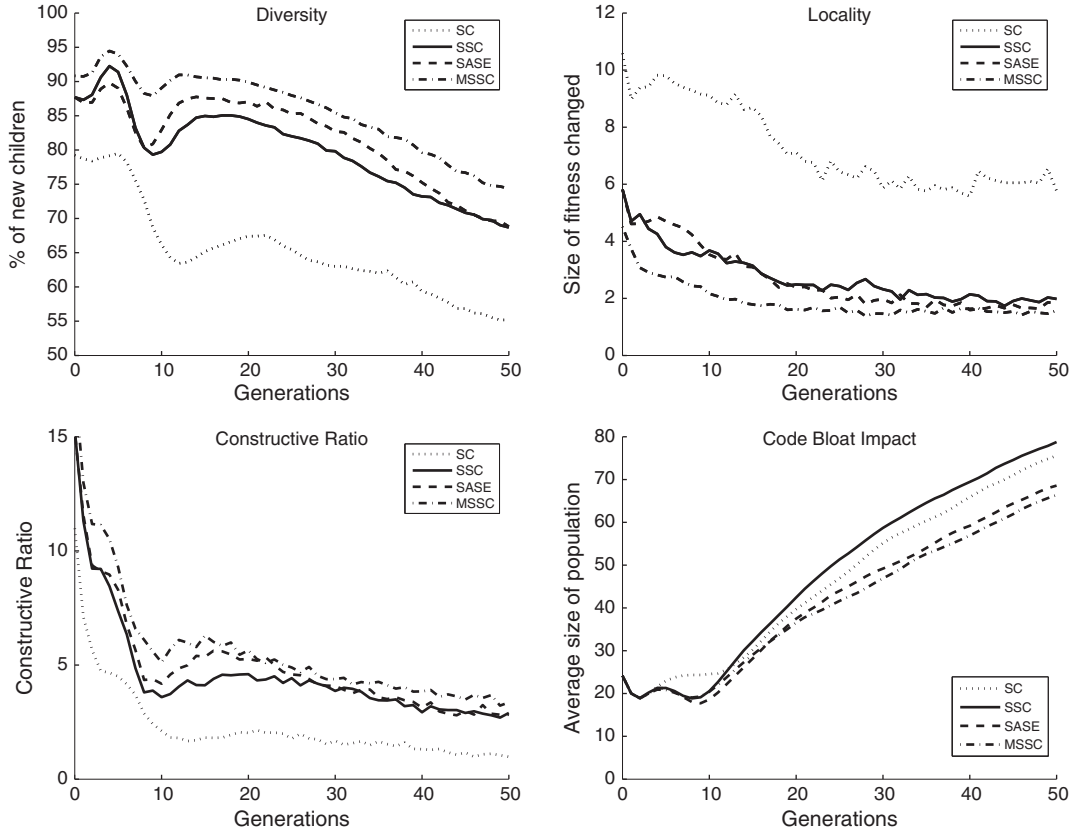 Diversity
100
95
90
85
80
75
70
65
60
55
50
0
10
20
30
40
50
% of new children
Generations
SC
SSC
SASE
MSSC
Locality
12
10
8
6
4
2
0
0
10
20
30
40
50
Size of fitness changed
Generations
SC
SSC
SASE
MSSC
Constructive Ratio
15
10
5
0
0
10
20
30
40
50
Constructive Ratio
Generations
SC
SSC
SASE
MSSC
Code Bloat Impact
80
70
60
50
40
30
20
10
0
0
10
20
30
40
50
Average size of population
Generations
SC
SSC
SASE
MSSC